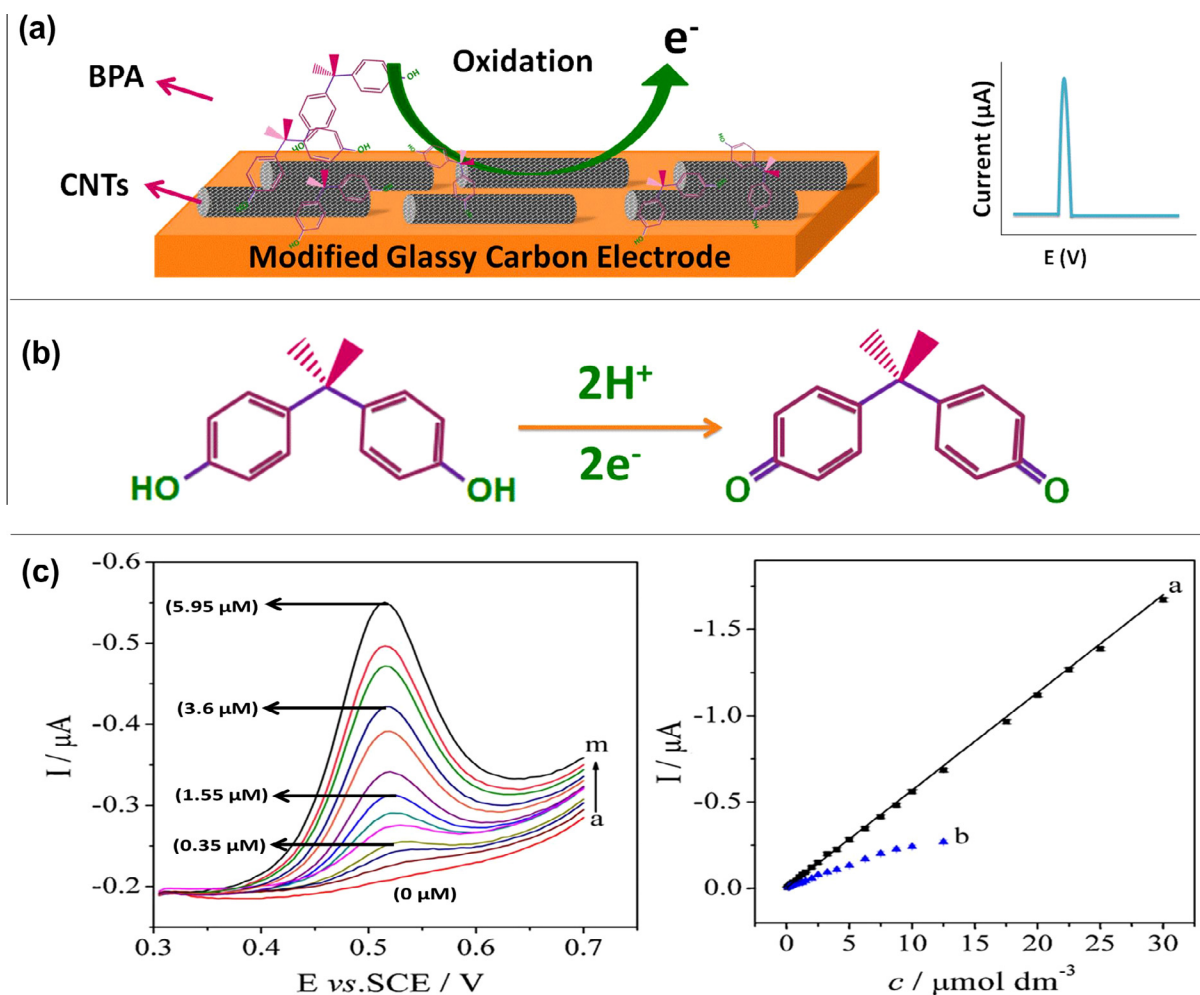 (a)
BPA
CNTs
Oxidation
e⁻
OH
HO
Modified Glassy Carbon Electrode
Current (µA)
E (V)
(b)
HO
OH
2H⁺
2e⁻
O
O
(c)
I / µA
-0.6
-0.5
-0.4
-0.3
-0.2
(5.95 µM)
(3.6 µM)
(1.55 µM)
(0.35 µM)
(0 µM)
m
a
0.3
0.4
0.5
0.6
0.7
E vs.SCE / V
I / µA
-1.5
-1.0
-0.5
0.0
a
b
0
5
10
15
20
25
30
c / µmol dm⁻³